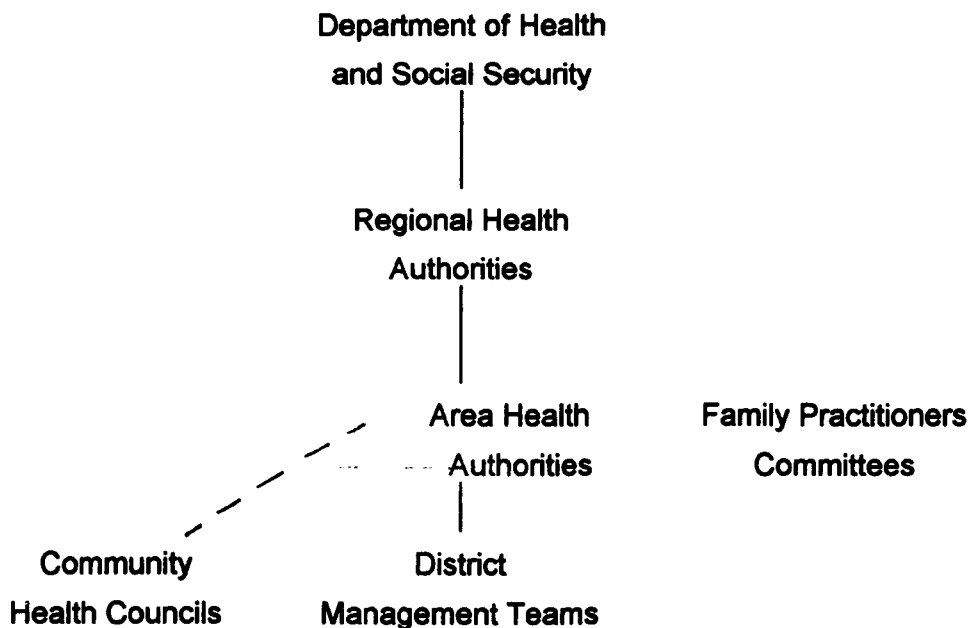 Department of Health
and Social Security
Regional Health
Authorities
Area Health
Authorities
Family Practitioners
Committees
Community
Health Councils
District
Management Teams